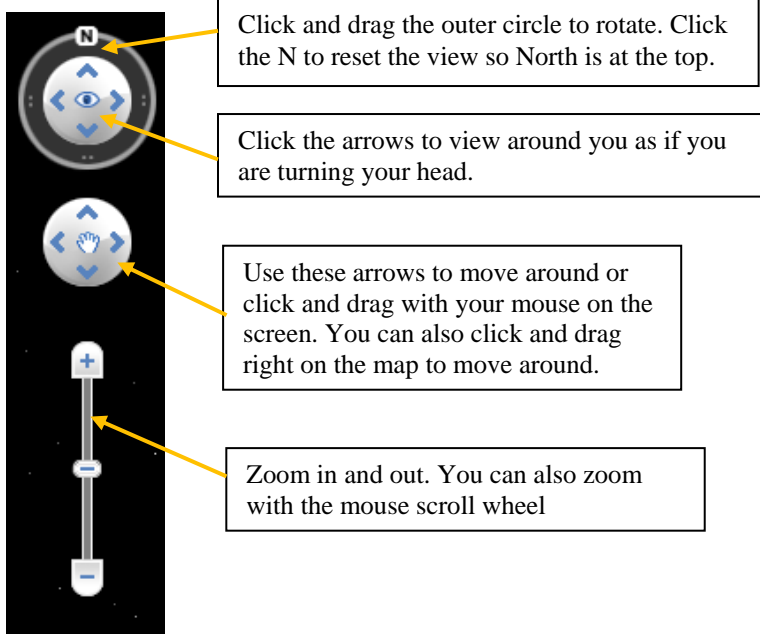 N
Click and drag the outer circle to rotate. Click
the N to reset the view so North is at the top.
Click the arrows to view around you as if you
are turning your head.
Use these arrows to move around or
click and drag with your mouse on the
screen. You can also click and drag
right on the map to move around.
+
Zoom in and out. You can also zoom
with the mouse scroll wheel
−
−